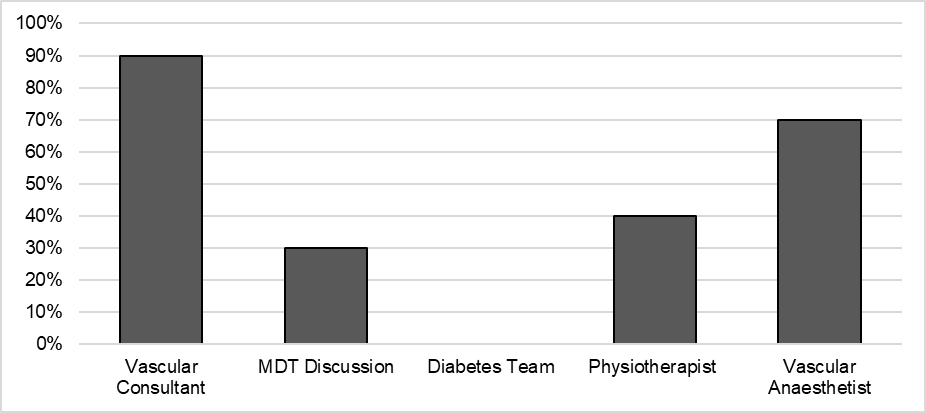 100%
90%
80%
70%
60%
50%
40%
30%
20%
10%
0%
Vascular
Consultant
MDT Discussion
Diabetes Team
Physiotherapist
Vascular
Anaesthetist